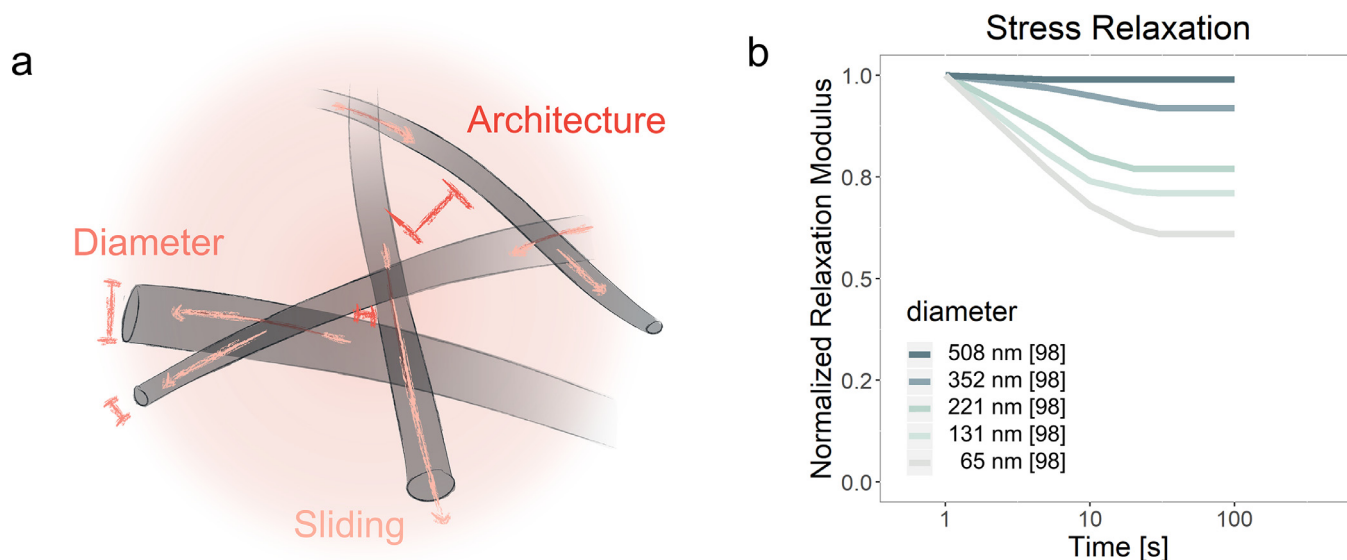 a
Architecture
Diameter
Sliding
b
Stress Relaxation
Normalized Relaxation Modulus
1.0
0.8
0.5
0.2
0.0
diameter
508 nm [98]
352 nm [98]
221 nm [98]
131 nm [98]
65 nm [98]
1
10
100
Time [s]